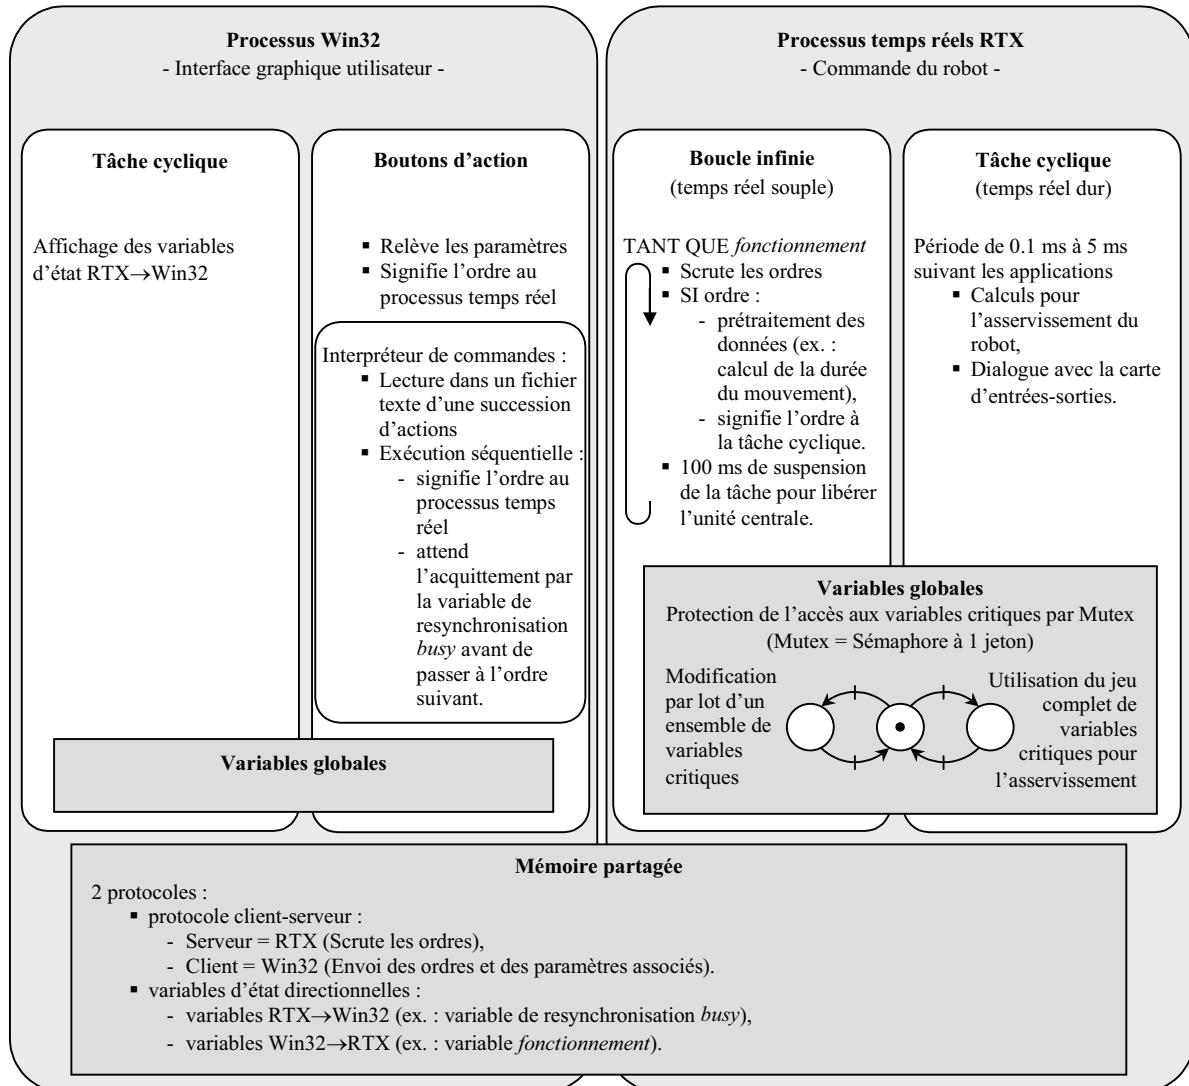 Processus Win32
- Interface graphique utilisateur -
Tâche cyclique
Affichage des variables
d'état RTX→Win32
Boutons d'action
▪ Relève les paramètres
▪ Signifie l'ordre au
processus temps réel
Interpréteur de commandes :
▪ Lecture dans un fichier
texte d'une succession
d'actions
▪ Exécution séquentielle :
- signifie l'ordre au
processus temps
réel
- attend
l'acquittement par
la variable de
resynchronisation
busy avant de
passer à l'ordre
suivant.
Variables globales
Processus temps réels RTX
- Commande du robot -
Boucle infinie
(temps réel souple)
TANT QUE fonctionnement
▪ Scrute les ordres
▪ SI ordre :
- prétraitement des
données (ex. :
calcul de la durée
du mouvement),
- signifie l'ordre à
la tâche cyclique.
▪ 100 ms de suspension
de la tâche pour libérer
l'unité centrale.
Tâche cyclique
(temps réel dur)
Période de 0.1 ms à 5 ms
suivant les applications
▪ Calculs pour
l'asservissement du
robot,
▪ Dialogue avec la carte
d'entrées-sorties.
Variables globales
Protection de l'accès aux variables critiques par Mutex
(Mutex = Sémaphore à 1 jeton)
Modification
par lot d'un
ensemble de
variables
critiques
Utilisation du jeu
complet de
variables
critiques pour
l'asservissement
Mémoire partagée
2 protocoles :
▪ protocole client-serveur :
- Serveur = RTX (Scrute les ordres),
- Client = Win32 (Envoi des ordres et des paramètres associés).
▪ variables d'état directionnelles :
- variables RTX→Win32 (ex. : variable de resynchronisation busy),
- variables Win32→RTX (ex. : variable fonctionnement).